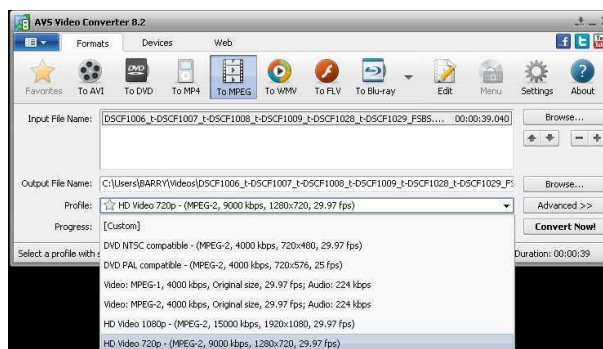 AVS Video Converter 8.2
Formats Devices Web
Favorites To AVI To DVD To MP4 To MPEG To WMV To FLV To Blu-ray Edit Menu Settings About
Input File Name: DSCF1006_t-DSCF1007_t-DSCF1008_t-DSCF1009_t-DSCF1028_t-DSCF1029_FSBS.... 00:00:39.040 Browse...
Output File Name: C:\Users\BARRY\Videos\DSCF1006_t-DSCF1007_t-DSCF1008_t-DSCF1009_t-DSCF1028_t-DSCF1029_FS Browse...
Profile: HD Video 720p - (MPEG-2, 9000 kbps, 1280x720, 29.97 fps) Advanced >>
Progress: [Custom] Convert Now!
DVD NTSC compatible - (MPEG-2, 4000 kbps, 720x480, 29.97 fps)
Select a profile with Duration: 00:00:39
DVD PAL compatible - (MPEG-2, 4000 kbps, 720x576, 25 fps)
Video: MPEG-1, 4000 kbps, Original size, 29.97 fps; Audio: 224 kbps
Video: MPEG-2, 4000 kbps, Original size, 29.97 fps; Audio: 224 kbps
HD Video 1080p - (MPEG-2, 15000 kbps, 1920x1080, 29.97 fps)
HD Video 720p - (MPEG-2, 9000 kbps, 1280x720, 29.97 fps)